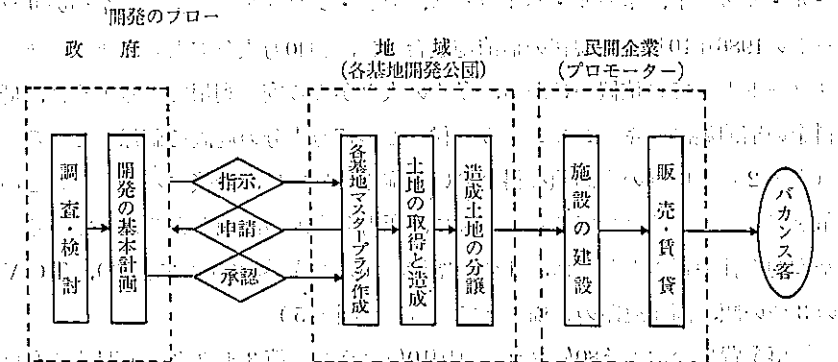 開発のフロー
政府
地域
(各基地開発公団)
民間企業
(プロモーター)
調査・検討
開発の基本計画
指示
申請
承認
各基地マスタープラン作成
土地の取得と造成
造成土地の分譲
施設の建設
販売・賃貸
バカンス客